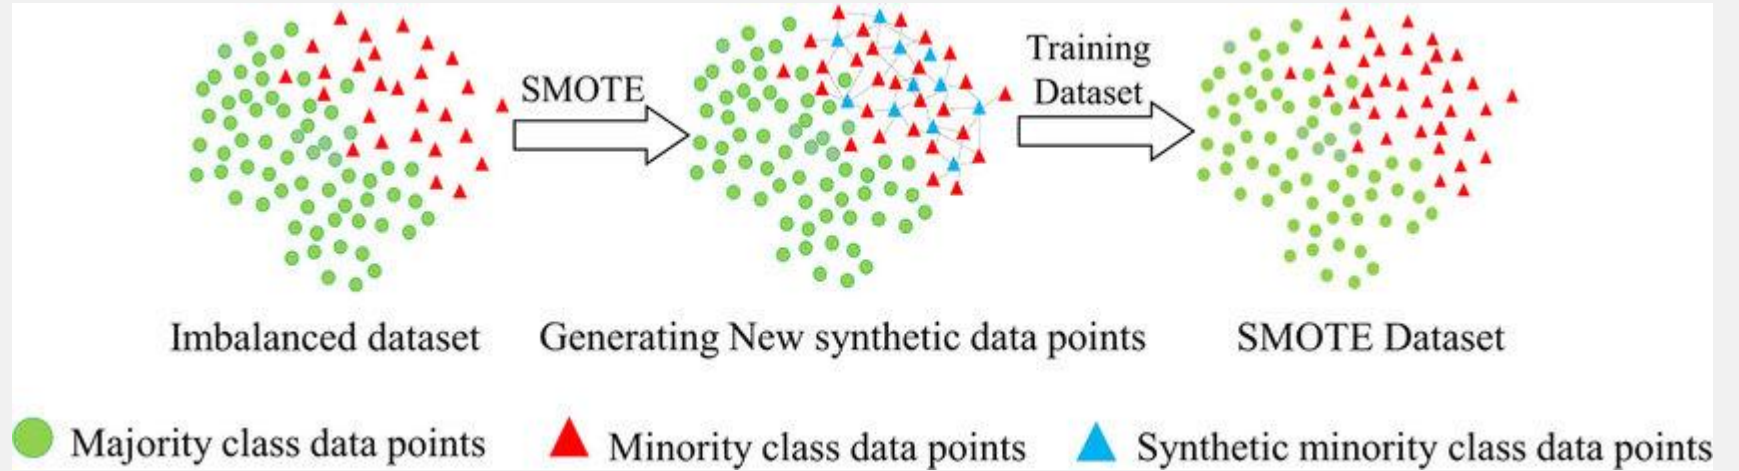 SMOTE
Training
Dataset
Imbalanced dataset
Generating New synthetic data points
SMOTE Dataset
Majority class data points
Minority class data points
Synthetic minority class data points